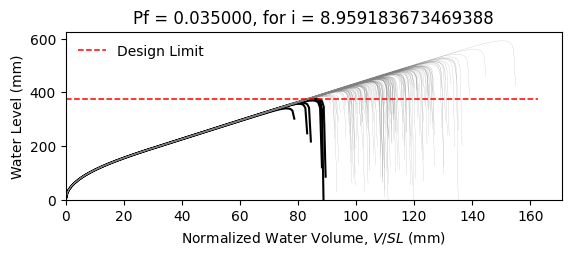 Pf = 0.035000, for i = 8.959183673469388
600
400
200
0
Water Level (mm)
Design Limit
0 20 40 60 80 100 120 140 160
Normalized Water Volume, V/SL (mm)